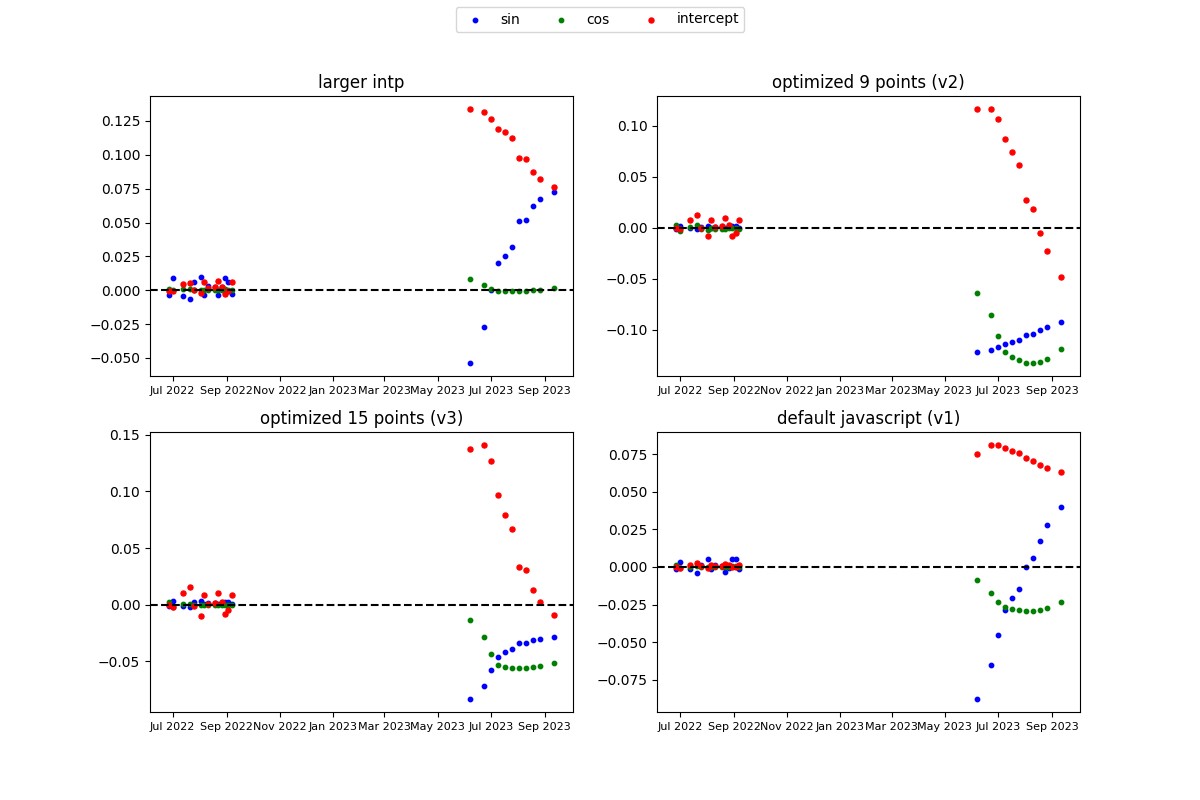 sin cos intercept
larger intp
0.125
0.100
0.075
0.050
0.025
0.000
−0.025
−0.050
Jul 2022 Sep 2022 Nov 2022 Jan 2023 Mar 2023 May 2023 Jul 2023 Sep 2023
optimized 9 points (v2)
0.10
0.05
0.00
−0.05
−0.10
Jul 2022 Sep 2022 Nov 2022 Jan 2023 Mar 2023 May 2023 Jul 2023 Sep 2023
optimized 15 points (v3)
0.15
0.10
0.05
0.00
−0.05
Jul 2022 Sep 2022 Nov 2022 Jan 2023 Mar 2023 May 2023 Jul 2023 Sep 2023
default javascript (v1)
0.075
0.050
0.025
0.000
−0.025
−0.050
−0.075
Jul 2022 Sep 2022 Nov 2022 Jan 2023 Mar 2023 May 2023 Jul 2023 Sep 2023